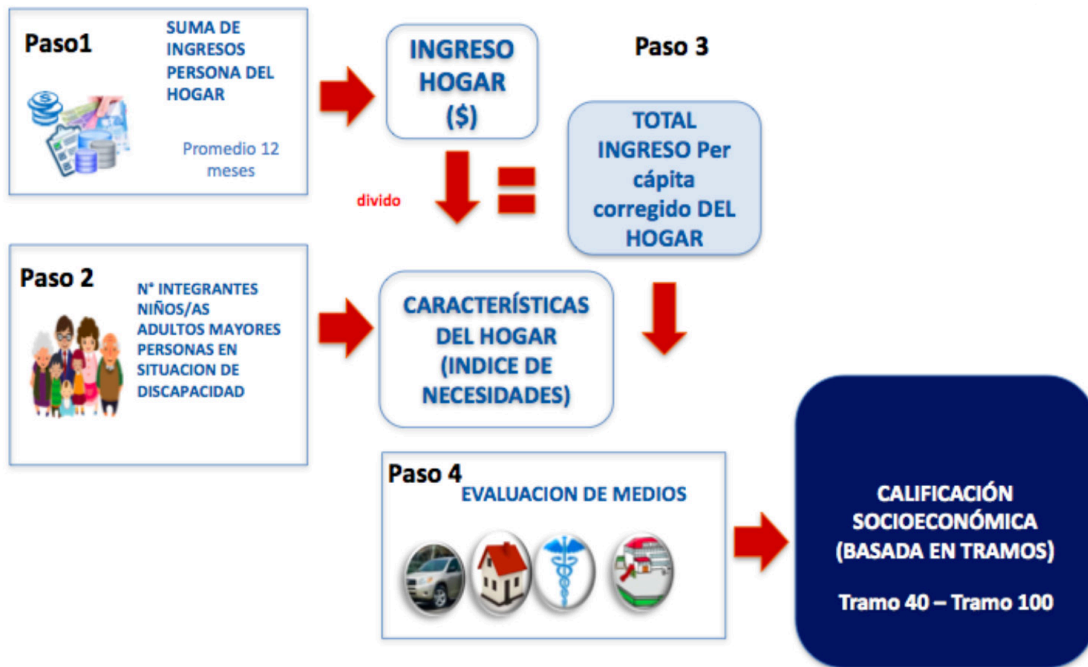 Paso1
SUMA DE
INGRESOS
PERSONA DEL
HOGAR
Promedio 12
meses
INGRESO
HOGAR
($)
divido
Paso 3
TOTAL
INGRESO Per
cápita
corregido DEL
HOGAR
Paso 2
N° INTEGRANTES
NIÑOS/AS
ADULTOS MAYORES
PERSONAS EN
SITUACION DE
DISCAPACIDAD
CARACTERÍSTICAS
DEL HOGAR
(INDICE DE
NECESIDADES)
Paso 4
EVALUACION DE MEDIOS
CALIFICACIÓN
SOCIOECONÓMICA
(BASADA EN TRAMOS)
Tramo 40 – Tramo 100